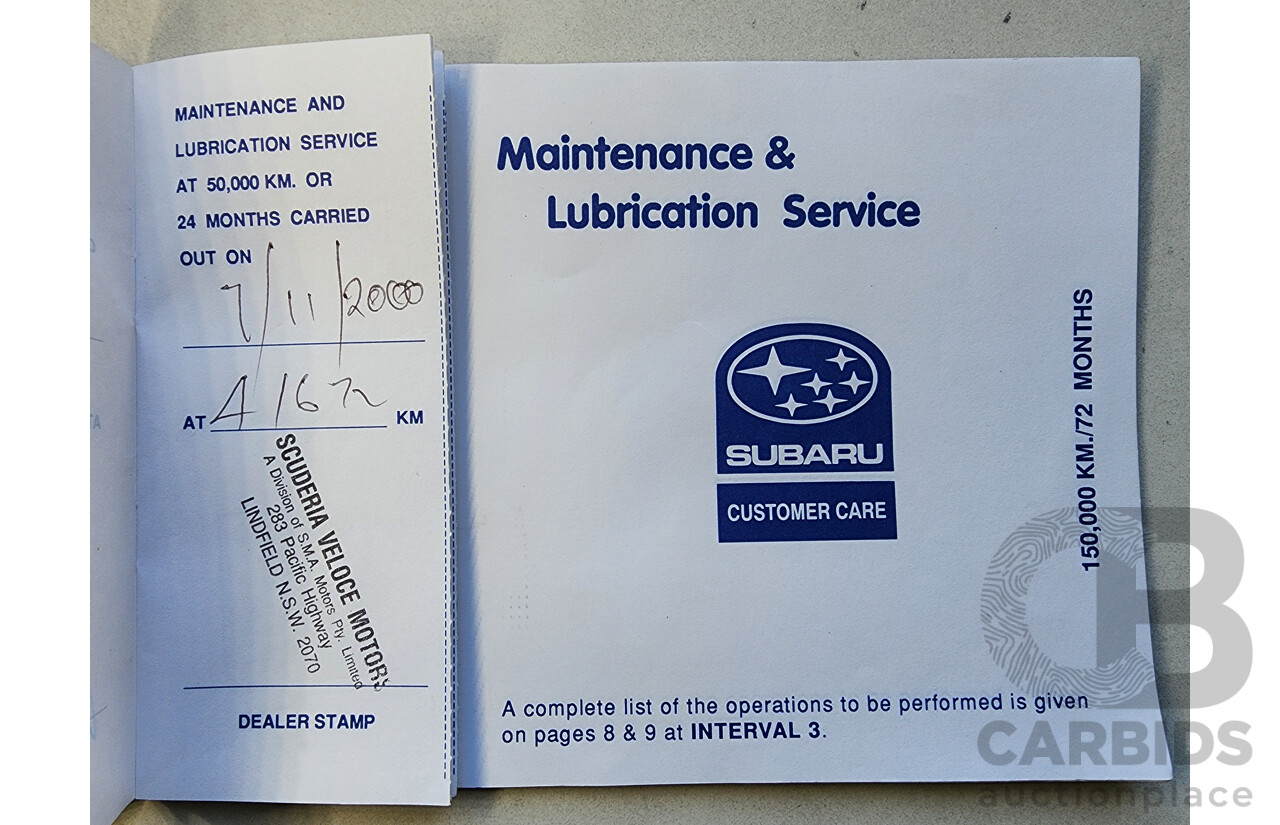 MAINTENANCE AND
LUBRICATION SERVICE
AT 50,000 KM. OR
24 MONTHS CARRIED
OUT ON
7/11/2000
AT 41672 KM
SCUDERIA VELOCE MOTORS
A Division of S.M.A. Motors Pty. Limited
283 Pacific Highway
LINDFIELD N.S.W. 2070
DEALER STAMP
Maintenance &
Lubrication Service
SUBARU
CUSTOMER CARE
150,000 KM./72 MONTHS
A complete list of the operations to be performed is given
on pages 8 & 9 at INTERVAL 3.
CB
CARBIDS
auctionplace